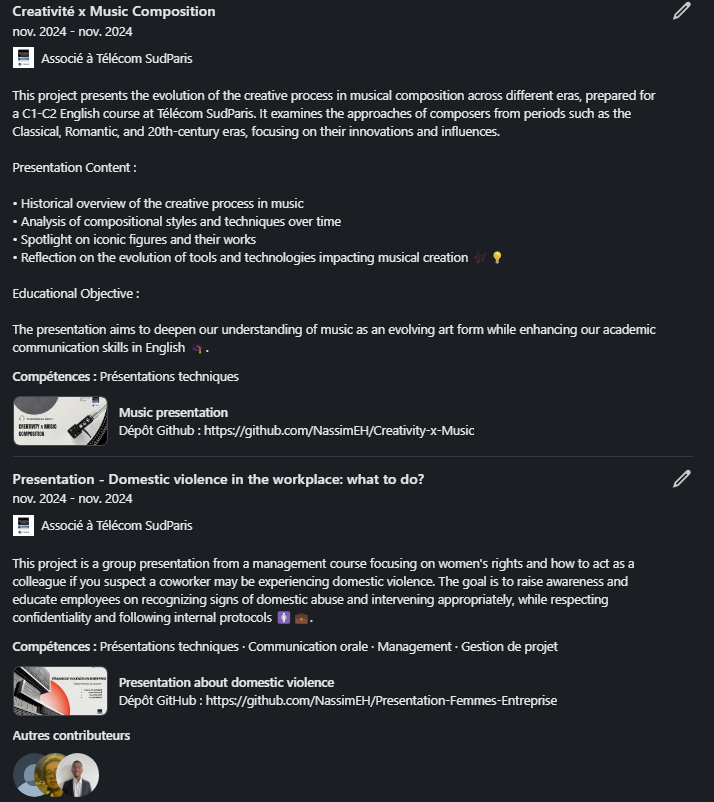 Creativité x Music Composition
nov. 2024 - nov. 2024
Associé à Télécom SudParis
This project presents the evolution of the creative process in musical composition across different eras, prepared for
a C1-C2 English course at Télécom SudParis. It examines the approaches of composers from periods such as the
Classical, Romantic, and 20th-century eras, focusing on their innovations and influences.
Presentation Content :
• Historical overview of the creative process in music
• Analysis of compositional styles and techniques over time
• Spotlight on iconic figures and their works
• Reflection on the evolution of tools and technologies impacting musical creation 🎶 💡
Educational Objective :
The presentation aims to deepen our understanding of music as an evolving art form while enhancing our academic
communication skills in English 🎓 .
Compétences : Présentations techniques
CREATIVITY x MUSIC
COMPOSITION
Music presentation
Dépôt Github : https://github.com/NassimEH/Creativity-x-Music
Presentation - Domestic violence in the workplace: what to do?
nov. 2024 - nov. 2024
Associé à Télécom SudParis
This project is a group presentation from a management course focusing on women's rights and how to act as a
colleague if you suspect a coworker may be experiencing domestic violence. The goal is to raise awareness and
educate employees on recognizing signs of domestic abuse and intervening appropriately, while respecting
confidentiality and following internal protocols 🚺 💼 .
Compétences : Présentations techniques · Communication orale · Management · Gestion de projet
Presentation about domestic violence
Dépôt GitHub : https://github.com/NassimEH/Presentation-Femmes-Entreprise
Autres contributeurs